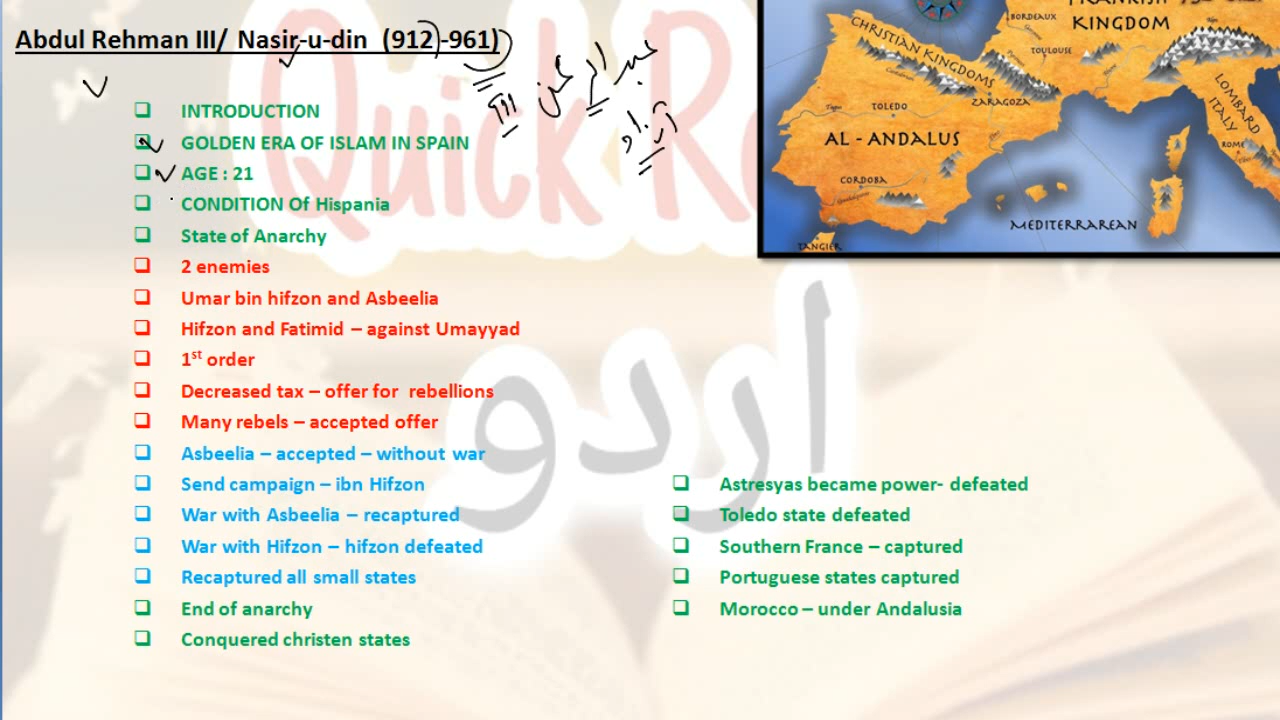 Abdul Rehman III/ Nasir-u-din (912)-961)
عبدالرحمن III
INTRODUCTION
GOLDEN ERA OF ISLAM IN SPAIN
AGE : 21
CONDITION Of Hispania
State of Anarchy
2 enemies
Umar bin hifzon and Asbeelia
Hifzon and Fatimid – against Umayyad
1st order
Decreased tax – offer for rebellions
Many rebels – accepted offer
Asbeelia – accepted – without war
Send campaign – ibn Hifzon
War with Asbeelia – recaptured
War with Hifzon – hifzon defeated
Recaptured all small states
End of anarchy
Conquered christen states
Astresyas became power- defeated
Toledo state defeated
Southern France – captured
Portuguese states captured
Morocco – under Andalusia
KINGDOM
BORDEAUX
CHRISTIAN KINGDOMS
TOULOUSE
ZARAGOZA
TOLEDO
LOMBARD
ITALY
AL - ANDALUS
ROME
CORDOBA
MEDITERRAREAN
TANGIER
Quick Re
اردو